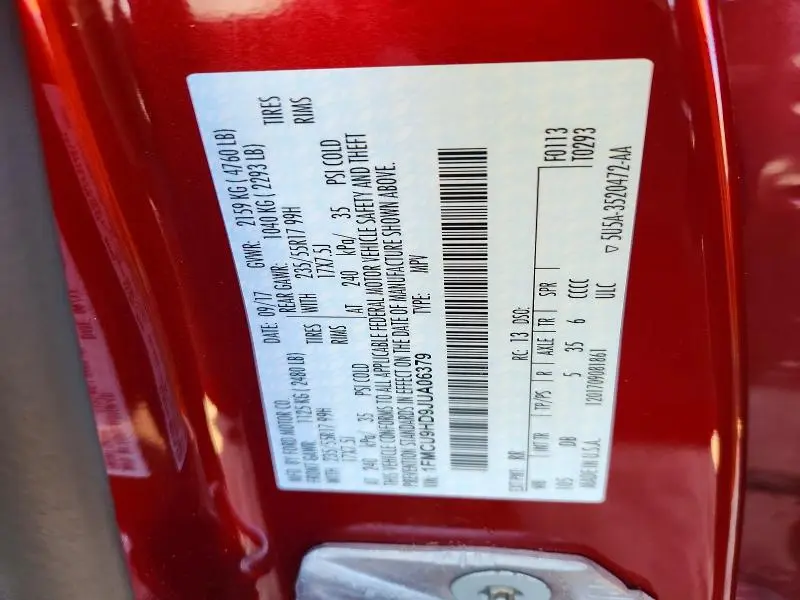 MFD. BY FORD MOTOR CO. DATE: 09/17 GVWR: 2159 KG ( 4760 LB)
FRONT GAWR: 1125 KG ( 2480 LB) REAR GAWR: 1040 KG ( 2293 LB)
WITH 235/55R17 99H TIRES WITH 235/55R17 99H TIRES
17X7.5J RIMS 17X7.5J RIMS
AT 240 kPa/ 35 PSI COLD AT 240 kPa/ 35 PSI COLD
THIS VEHICLE CONFORMS TO ALL APPLICABLE FEDERAL MOTOR VEHICLE SAFETY AND THEFT
PREVENTION STANDARDS IN EFFECT ON THE DATE OF MANUFACTURE SHOWN ABOVE.
VIN: 1FMCU9HD9JUA06379 TYPE: MPV
EXT PNT: RR RC: 13 DSO: F0113
WB INT TR TP/PS R AXLE TR SPR T0293
105 DB 5 35 6 CCCC
MADE IN U.S.A. 1201709081861 ULC ▽ 5U5A-3520472-AA